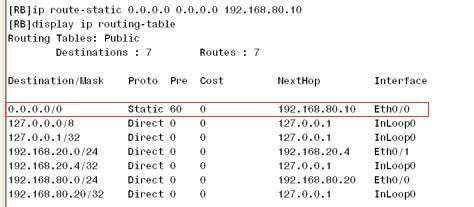 [RB]ip route-static 0.0.0.0 0.0.0.0 192.168.80.10
[RB]display ip routing-table
Routing Tables: Public
Destinations : 7 Routes : 7
Destination/Mask Proto Pre Cost NextHop Interface
0.0.0.0/0 Static 60 0 192.168.80.10 Eth0/0
127.0.0.0/8 Direct 0 0 127.0.0.1 InLoop0
127.0.0.1/32 Direct 0 0 127.0.0.1 InLoop0
192.168.20.0/24 Direct 0 0 192.168.20.4 Eth0/1
192.168.20.4/32 Direct 0 0 127.0.0.1 InLoop0
192.168.80.0/24 Direct 0 0 192.168.80.20 Eth0/0
192.168.80.20/32 Direct 0 0 127.0.0.1 InLoop0